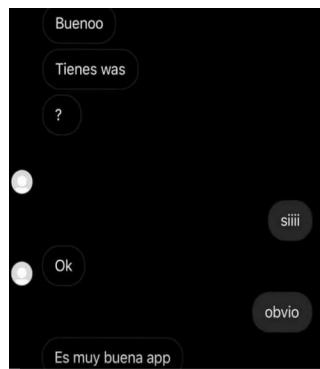 Buenoo
Tienes was
?
siiii
Ok
obvio
Es muy buena app